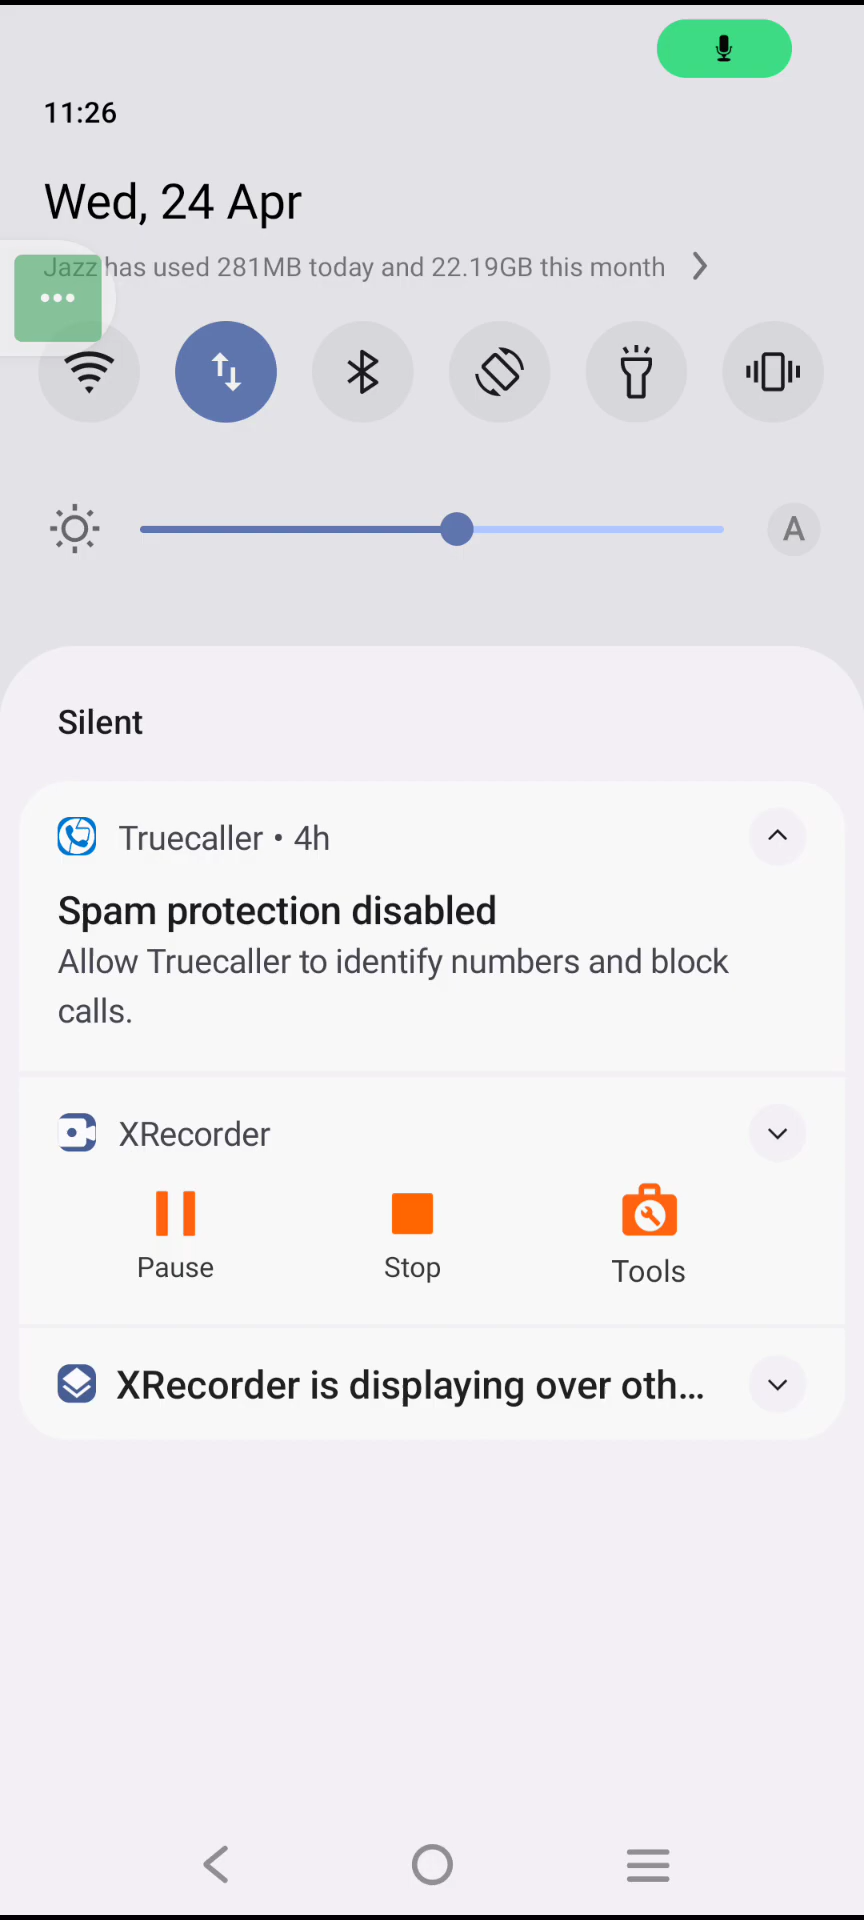 11:26
Wed, 24 Apr
Jazz has used 281MB today and 22.19GB this month
A
Silent
Truecaller • 4h
Spam protection disabled
Allow Truecaller to identify numbers and block
calls.
XRecorder
Pause Stop Tools
XRecorder is displaying over oth...